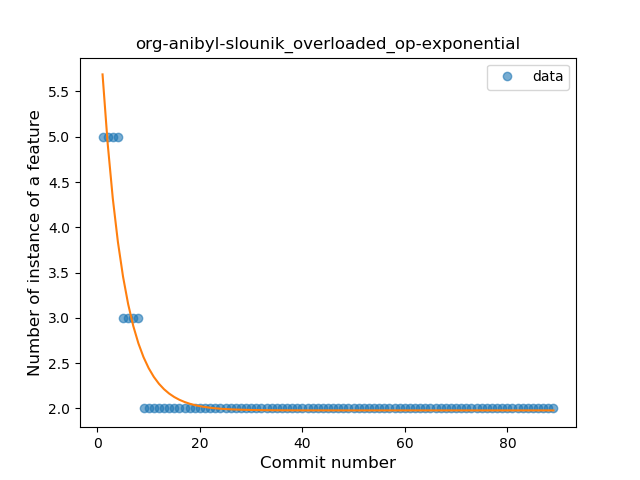 org-anibyl-slounik_overloaded_op-exponential
data
Number of instance of a feature
5.5
5.0
4.5
4.0
3.5
3.0
2.5
2.0
0 20 40 60 80
Commit number